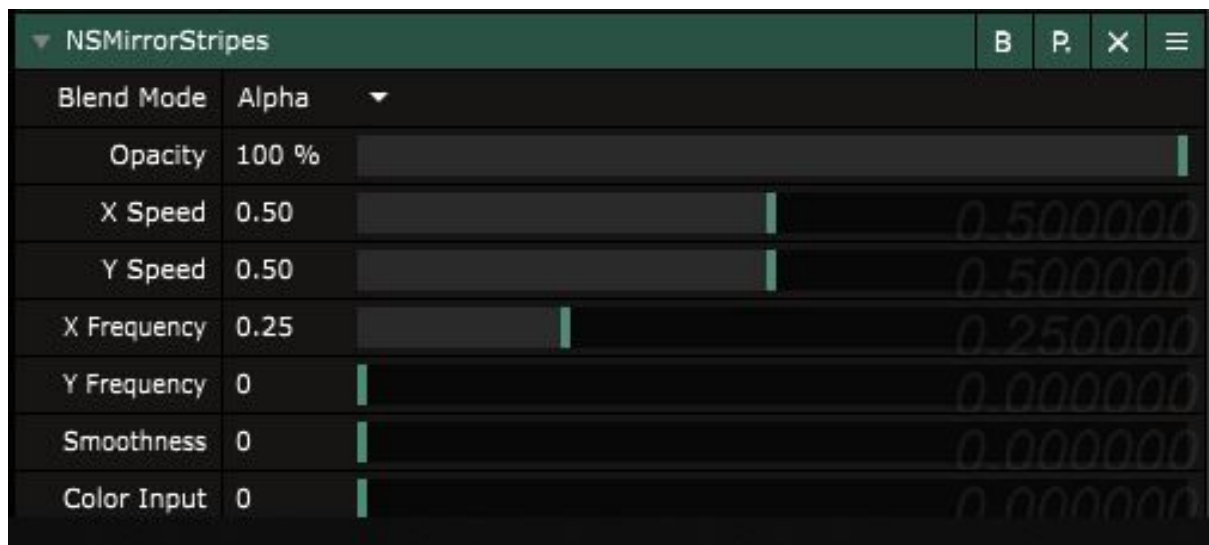 NSMirrorStripes B P. X
Blend Mode Alpha
Opacity 100 %
X Speed 0.50 0.500000
Y Speed 0.50 0.500000
X Frequency 0.25 0.250000
Y Frequency 0 0.000000
Smoothness 0 0.000000
Color Input 0 0.000000